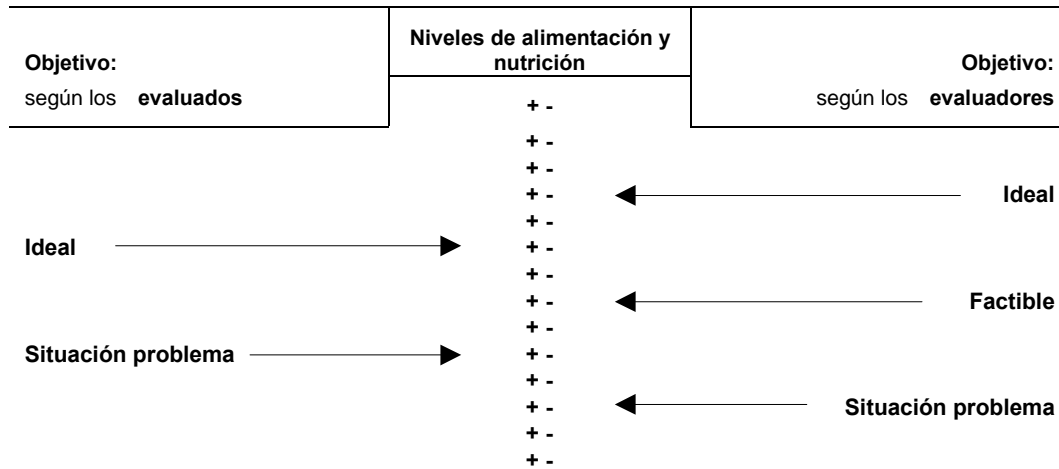 Niveles de alimentación y
nutrición
Objetivo:
según los evaluados
Objetivo:
según los evaluadores
+ -
+ -
+ -
+ - Ideal
+ -
Ideal + -
+ -
+ - Factible
+ -
Situación problema + -
+ -
+ - Situación problema
+ -
+ -